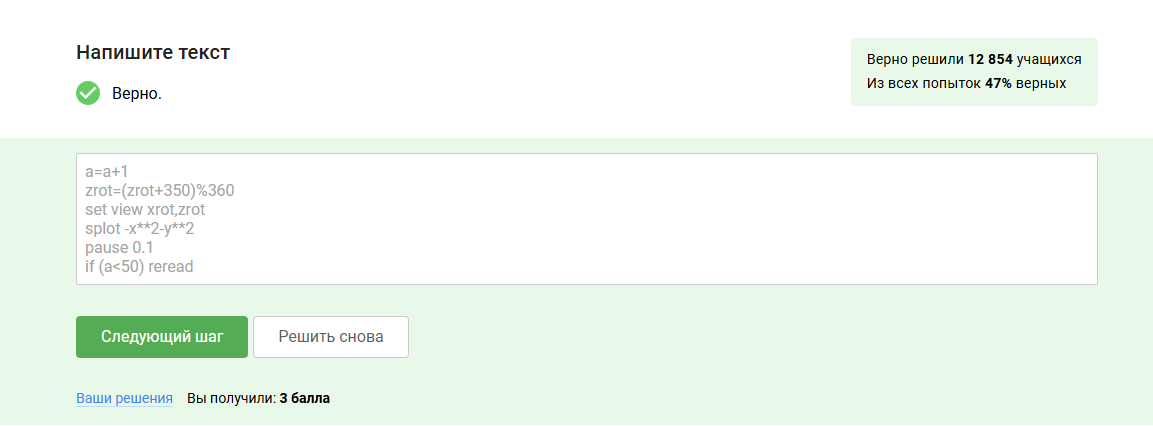 Напишите текст
Верно.
Верно решили 12 854 учащихся
Из всех попыток 47% верных
a=a+1
zrot=(zrot+350)%360
set view xrot,zrot
splot -x**2-y**2
pause 0.1
if (a<50) reread
Следующий шаг
Решить снова
Ваши решения Вы получили: 3 балла